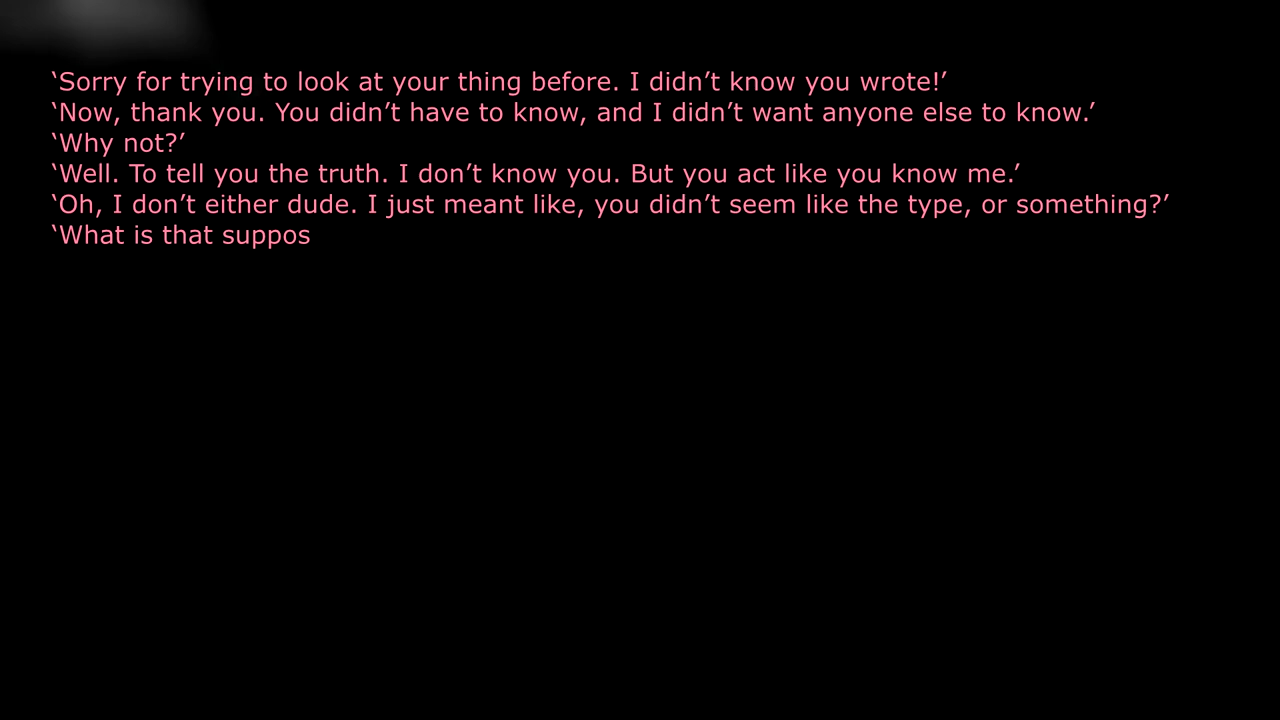 ‘Sorry for trying to look at your thing before. I didn’t know you wrote!’
‘Now, thank you. You didn’t have to know, and I didn’t want anyone else to know.’
‘Why not?’
‘Well. To tell you the truth. I don’t know you. But you act like you know me.’
‘Oh, I don’t either dude. I just meant like, you didn’t seem like the type, or something?’
‘What is that suppos